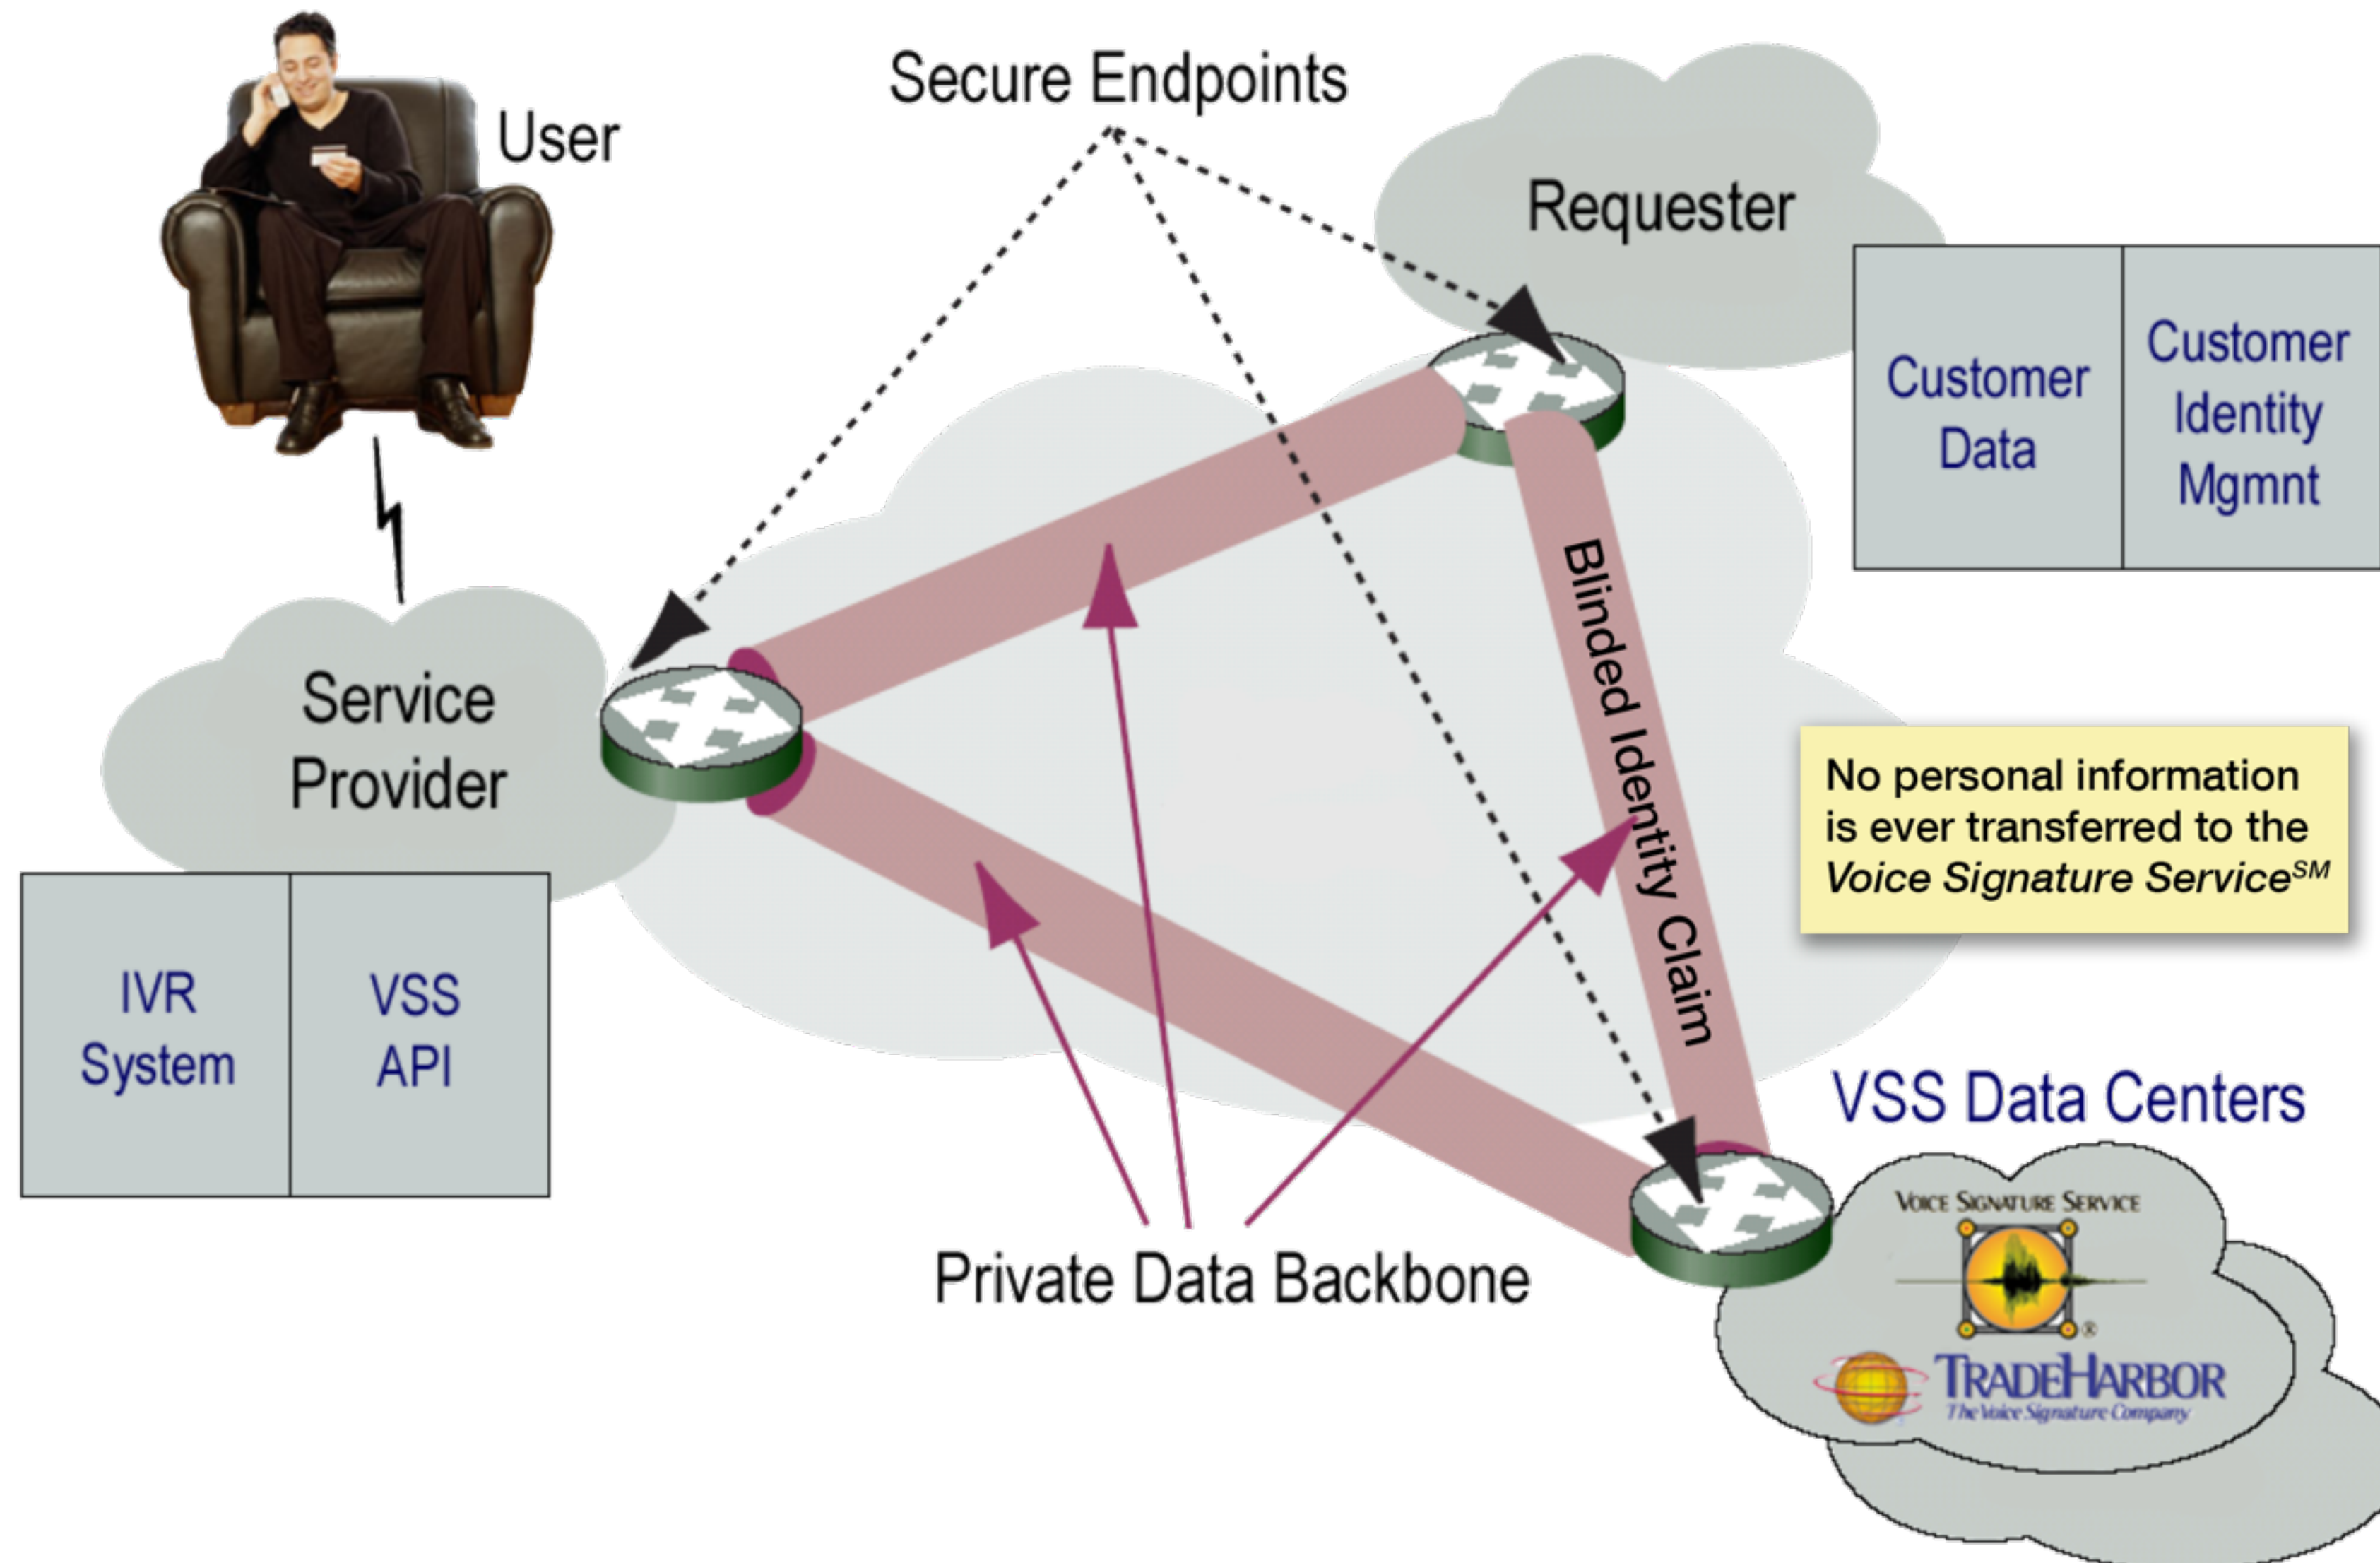 User
Secure Endpoints
Requester
Customer
Data
Customer
Identity
Mgmnt
Service
Provider
IVR
System
VSS
API
Blinded Identity Claim
No personal information
is ever transferred to the
Voice Signature Service℠
Private Data Backbone
VSS Data Centers
VOICE SIGNATURE SERVICE
®
TRADEHARBOR
The Voice Signature Company